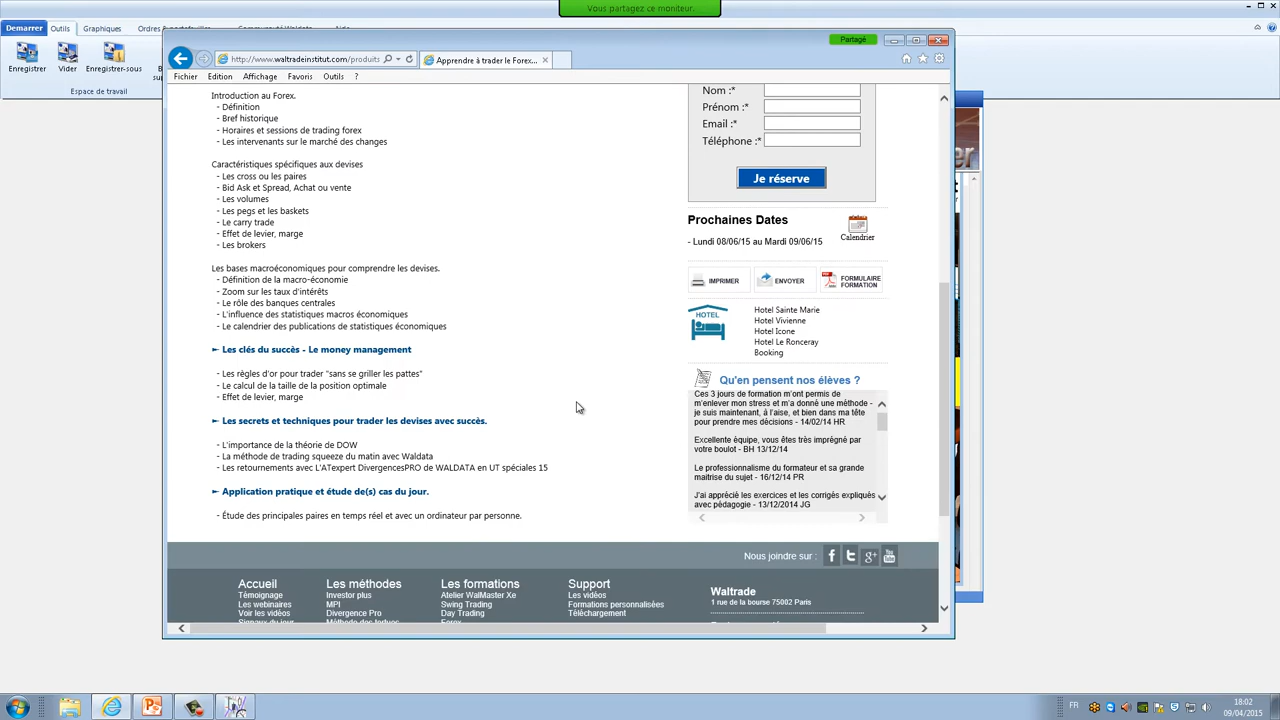 Vous partagez ce moniteur.
Demarrer
Outils
Graphiques
Enregistrer
Vider
Enregistrer-sous
Espace de travail
Partagé
http://www.waltradeinstitut.com/produits
Apprendre à trader le Forex...
Fichier Edition Affichage Favoris Outils ?
Introduction au Forex.
- Définition
- Bref historique
- Horaires et sessions de trading forex
- Les intervenants sur le marché des changes
Caractéristiques spécifiques aux devises
- Les cross ou les paires
- Bid Ask et Spread, Achat ou vente
- Les volumes
- Les pegs et les baskets
- Le carry trade
- Effet de levier, marge
- Les brokers
Les bases macroéconomiques pour comprendre les devises.
- Définition de la macro-économie
- Zoom sur les taux d'intérêts
- Le rôle des banques centrales
- L'influence des statistiques macros économiques
- Le calendrier des publications de statistiques économiques
► Les clés du succès - Le money management
- Les règles d'or pour trader "sans se griller les pattes"
- Le calcul de la taille de la position optimale
- Effet de levier, marge
► Les secrets et techniques pour trader les devises avec succès.
- L'importance de la théorie de DOW
- La méthode de trading squeeze du matin avec Waldata
- Les retournements avec L'ATexpert DivergencesPRO de WALDATA en UT spéciales 15
► Application pratique et étude de(s) cas du jour.
- Étude des principales paires en temps réel et avec un ordinateur par personne.
Nom :*
Prénom :*
Email :*
Téléphone :*
Je réserve
Prochaines Dates
- Lundi 08/06/15 au Mardi 09/06/15
Calendrier
IMPRIMER
ENVOYER
FORMULAIRE
FORMATION
HOTEL
Hotel Sainte Marie
Hotel Vivienne
Hotel Icone
Hotel Le Ronceray
Booking
Qu'en pensent nos élèves ?
Ces 3 jours de formation m'ont permis de
m'enlever mon stress et m'a donné une méthode -
je suis maintenant, à l'aise, et bien dans ma tête
pour prendre mes décisions - 14/02/14 HR
Excellente équipe, vous êtes très imprégné par
votre boulot - BH 13/12/14
Le professionnalisme du formateur et sa grande
maitrise du sujet - 16/12/14 PR
J'ai apprécié les exercices et les corrigés expliqués
avec pédagogie - 13/12/2014 JG
Nous joindre sur :
Accueil
Témoignage
Les webinaires
Voir les vidéos
Signaux du jour
Les méthodes
Investor plus
MPI
Divergence Pro
Méthode des tortues
Les formations
Atelier WalMaster Xe
Swing Trading
Day Trading
Forex
Support
Les vidéos
Formations personnalisées
Téléchargement
Waltrade
1 rue de la bourse 75002 Paris
FR
18:02
09/04/2015